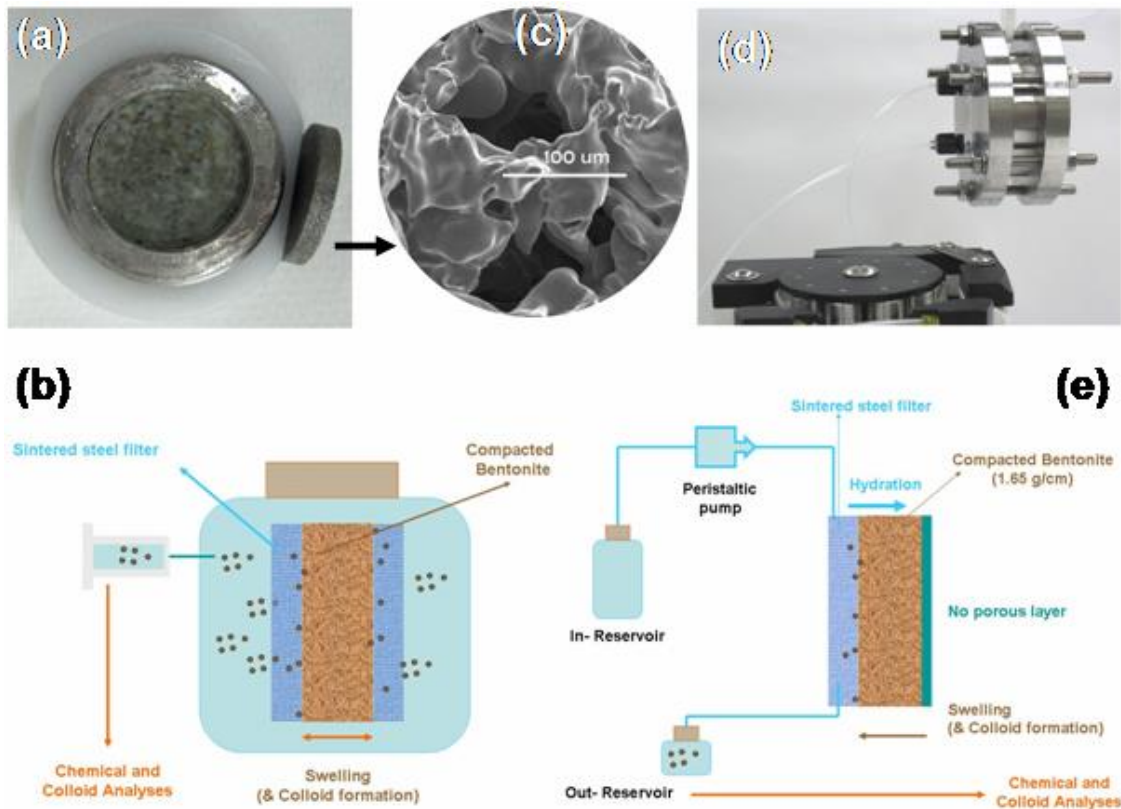 (a)
(c)
100 um
(d)
(b)
Sintered steel filter
Compacted
Bentonite
Chemical and
Colloid Analyses
Swelling
(& Colloid formation)
(e)
Sintered steel filter
Peristaltic
pump
Hydration
Compacted Bentonite
(1.65 g/cm)
In- Reservoir
No porous layer
Swelling
(& Colloid formation)
Out- Reservoir
Chemical and
Colloid Analyses